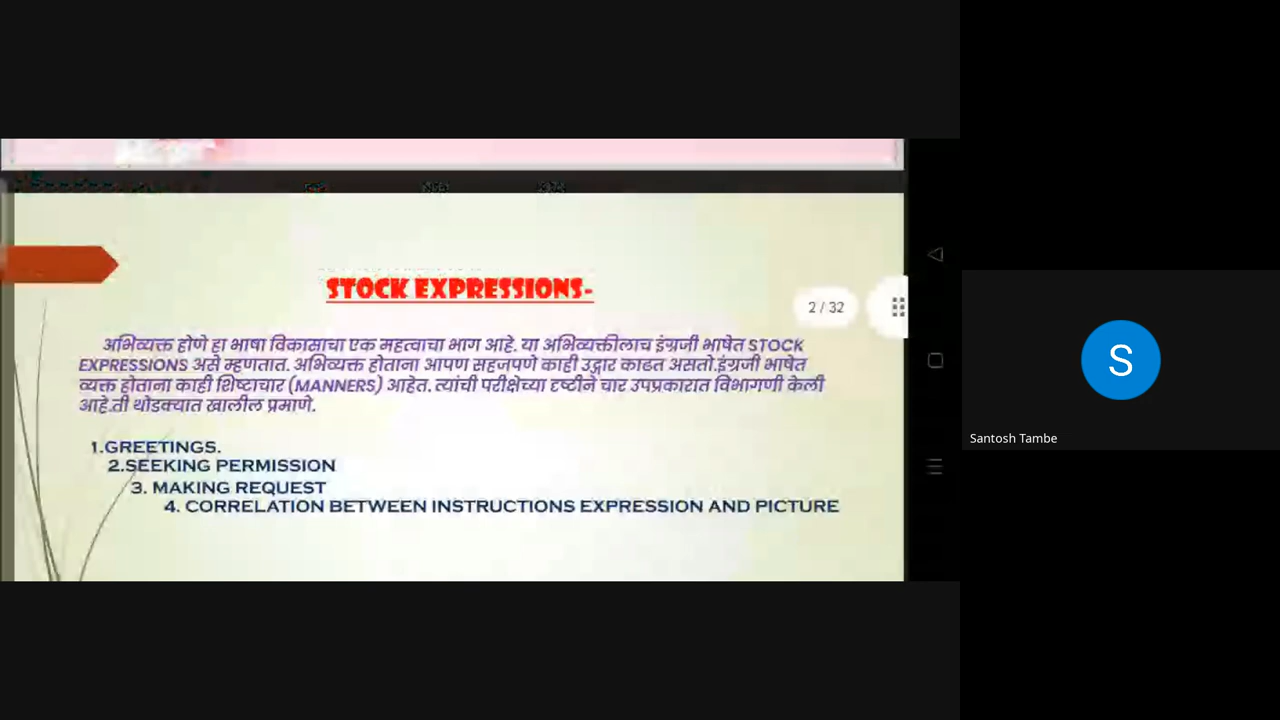 STOCK EXPRESSIONS-
2 / 32
अभिव्यक्त होणे हा भाषा विकासाचा एक महत्वाचा भाग आहे. या अभिव्यक्तीलाच इंग्रजी भाषेत STOCK
EXPRESSIONS असे म्हणतात. अभिव्यक्त होताना आपण सहजपणे काही उद्गार काढत असतो.इंग्रजी भाषेत
व्यक्त होताना काही शिष्टाचार (MANNERS) आहेत. त्यांची परीक्षेच्या दृष्टीने चार उपप्रकारात विभागणी केली
आहे.ती थोडक्यात खालील प्रमाणे.
1.GREETINGS.
2.SEEKING PERMISSION
3. MAKING REQUEST
4. CORRELATION BETWEEN INSTRUCTIONS EXPRESSION AND PICTURE
S
Santosh Tambe